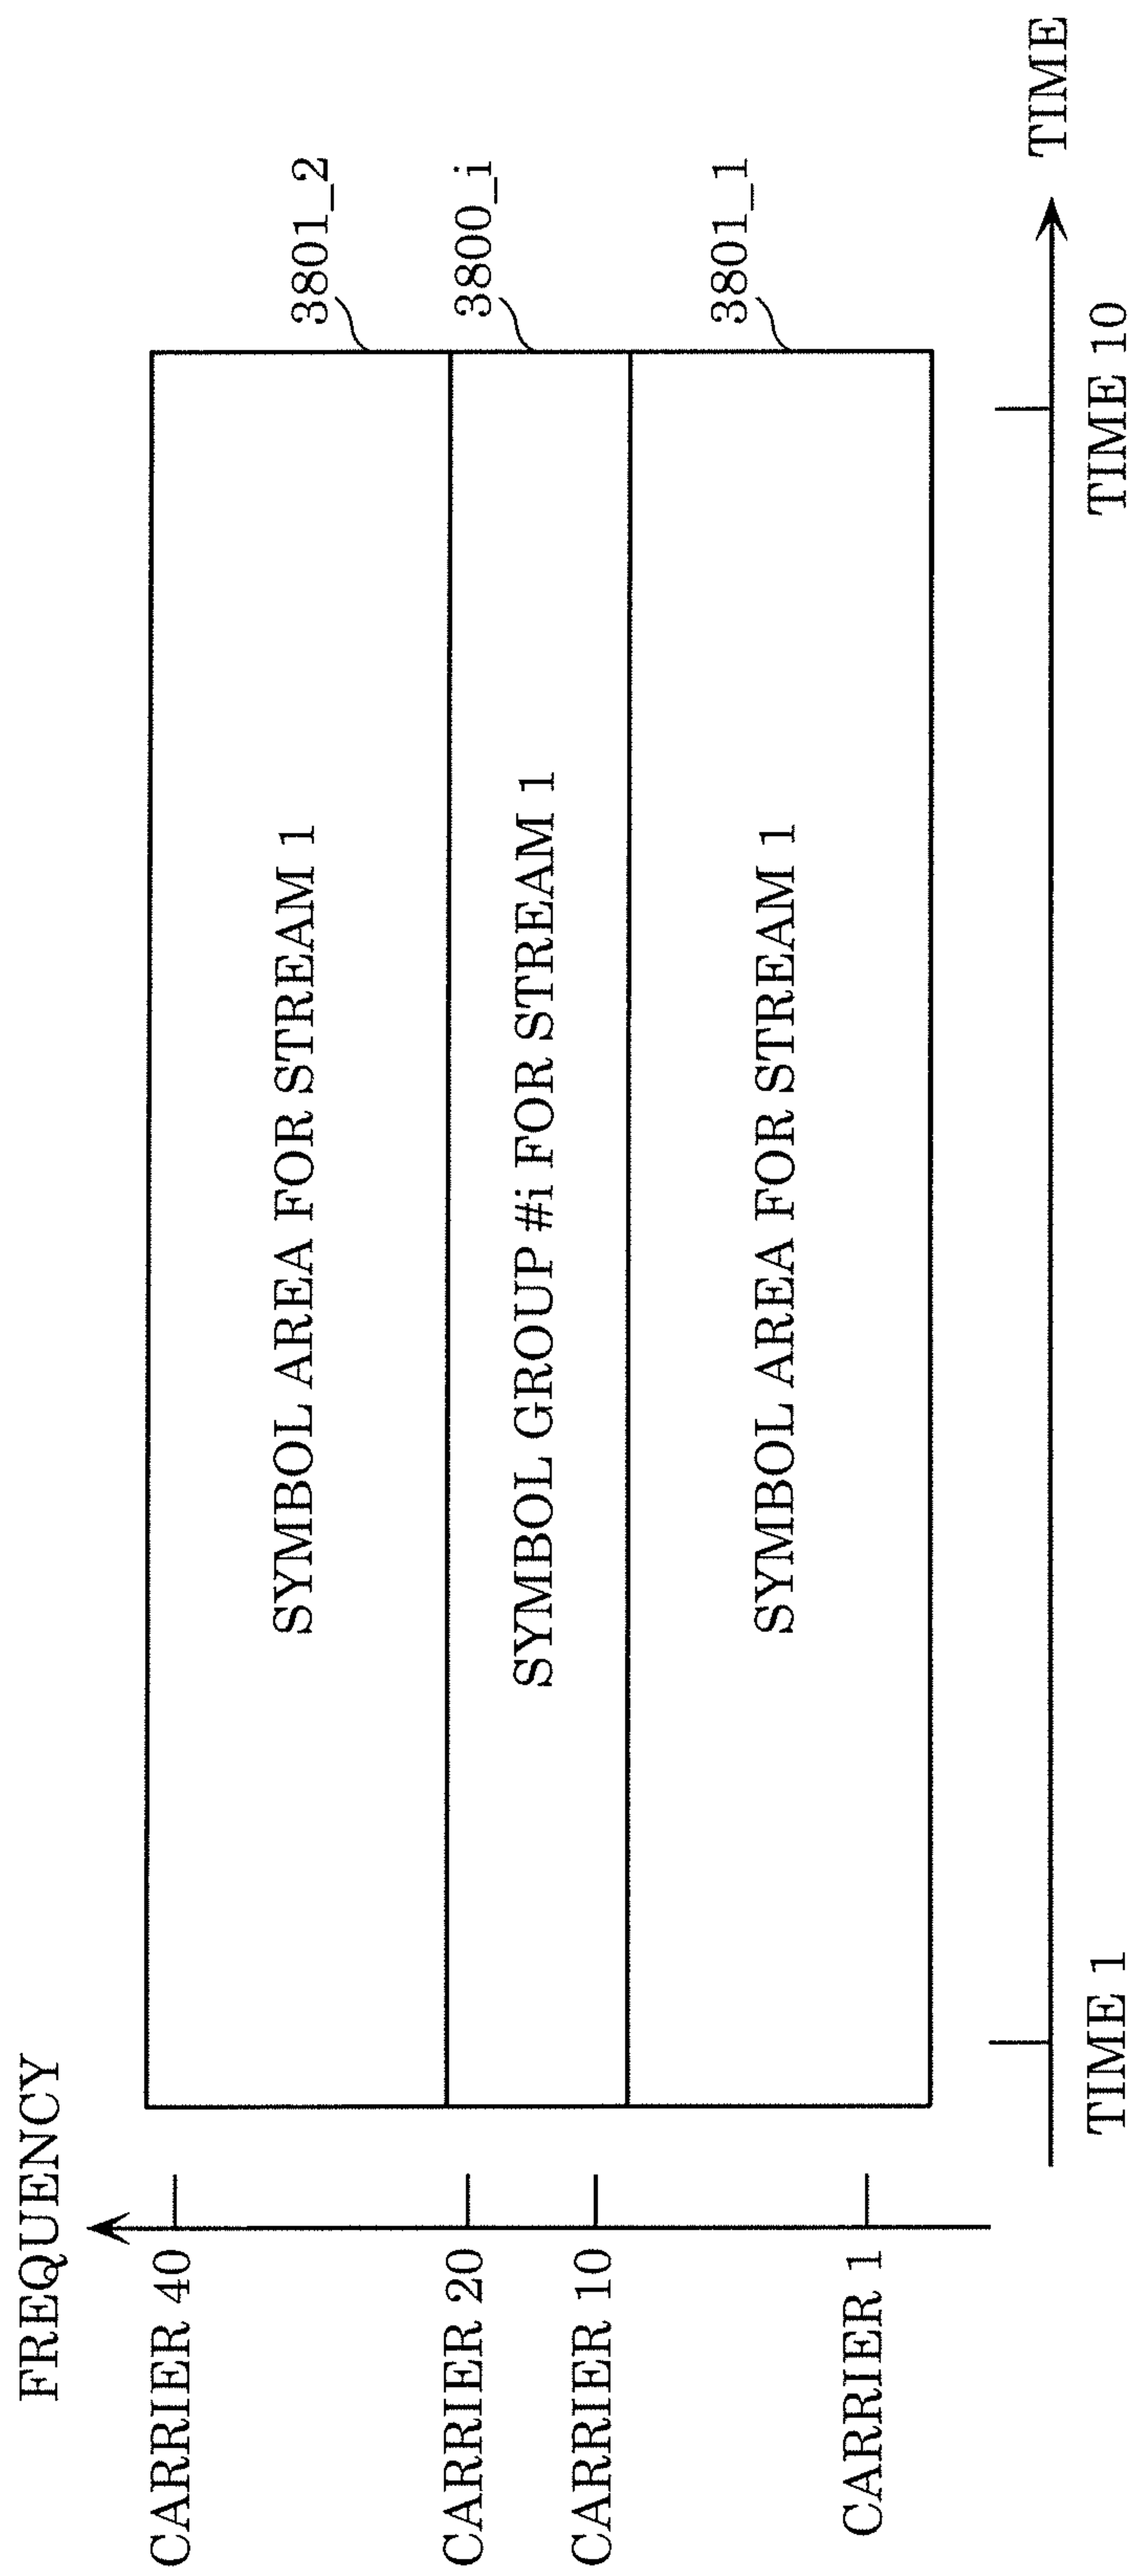 FREQUENCY
CARRIER 40
CARRIER 20
CARRIER 10
CARRIER 1
SYMBOL AREA FOR STREAM 1
3801_2
SYMBOL GROUP #i FOR STREAM 1
3800_i
SYMBOL AREA FOR STREAM 1
3801_1
TIME 1
TIME 10
TIME